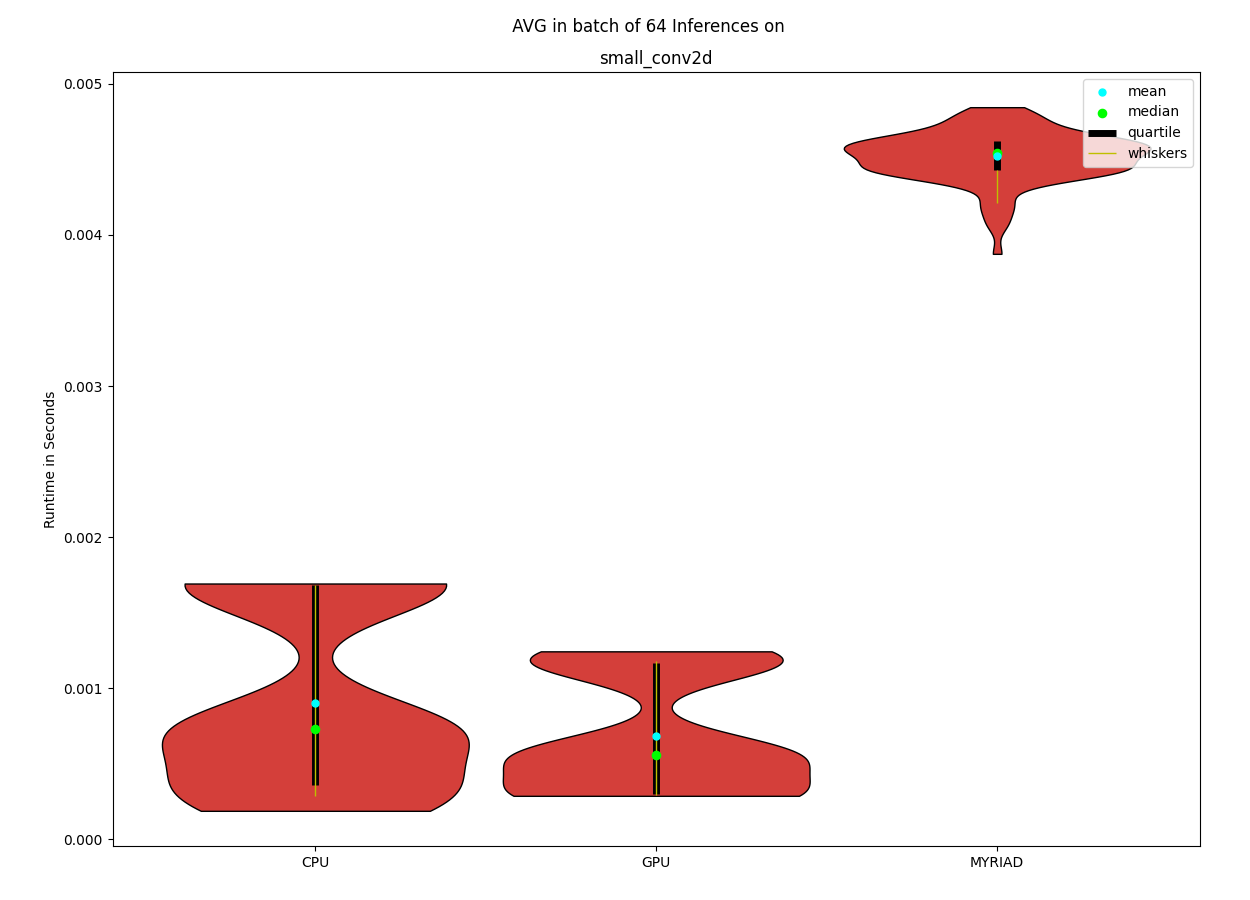 AVG in batch of 64 Inferences on
small_conv2d
0.005
mean
median
quartile
whiskers
0.004
0.003
Runtime in Seconds
0.002
0.001
0.000
CPU
GPU
MYRIAD